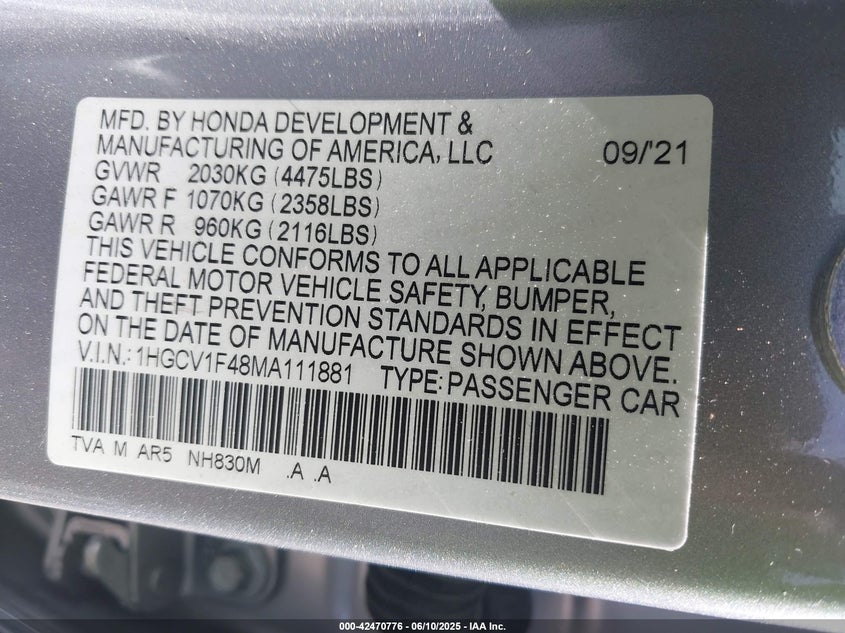 MFD. BY HONDA DEVELOPMENT &
MANUFACTURING OF AMERICA, LLC 09/'21
GVWR 2030KG (4475LBS)
GAWR F 1070KG (2358LBS)
GAWR R 960KG (2116LBS)
THIS VEHICLE CONFORMS TO ALL APPLICABLE
FEDERAL MOTOR VEHICLE SAFETY, BUMPER,
AND THEFT PREVENTION STANDARDS IN EFFECT
ON THE DATE OF MANUFACTURE SHOWN ABOVE.
V.I.N.: 1HGCV1F48MA111881 TYPE: PASSENGER CAR
TVA M AR5 NH830M .A .A
000-42470776 - 06/10/2025 - IAA Inc.